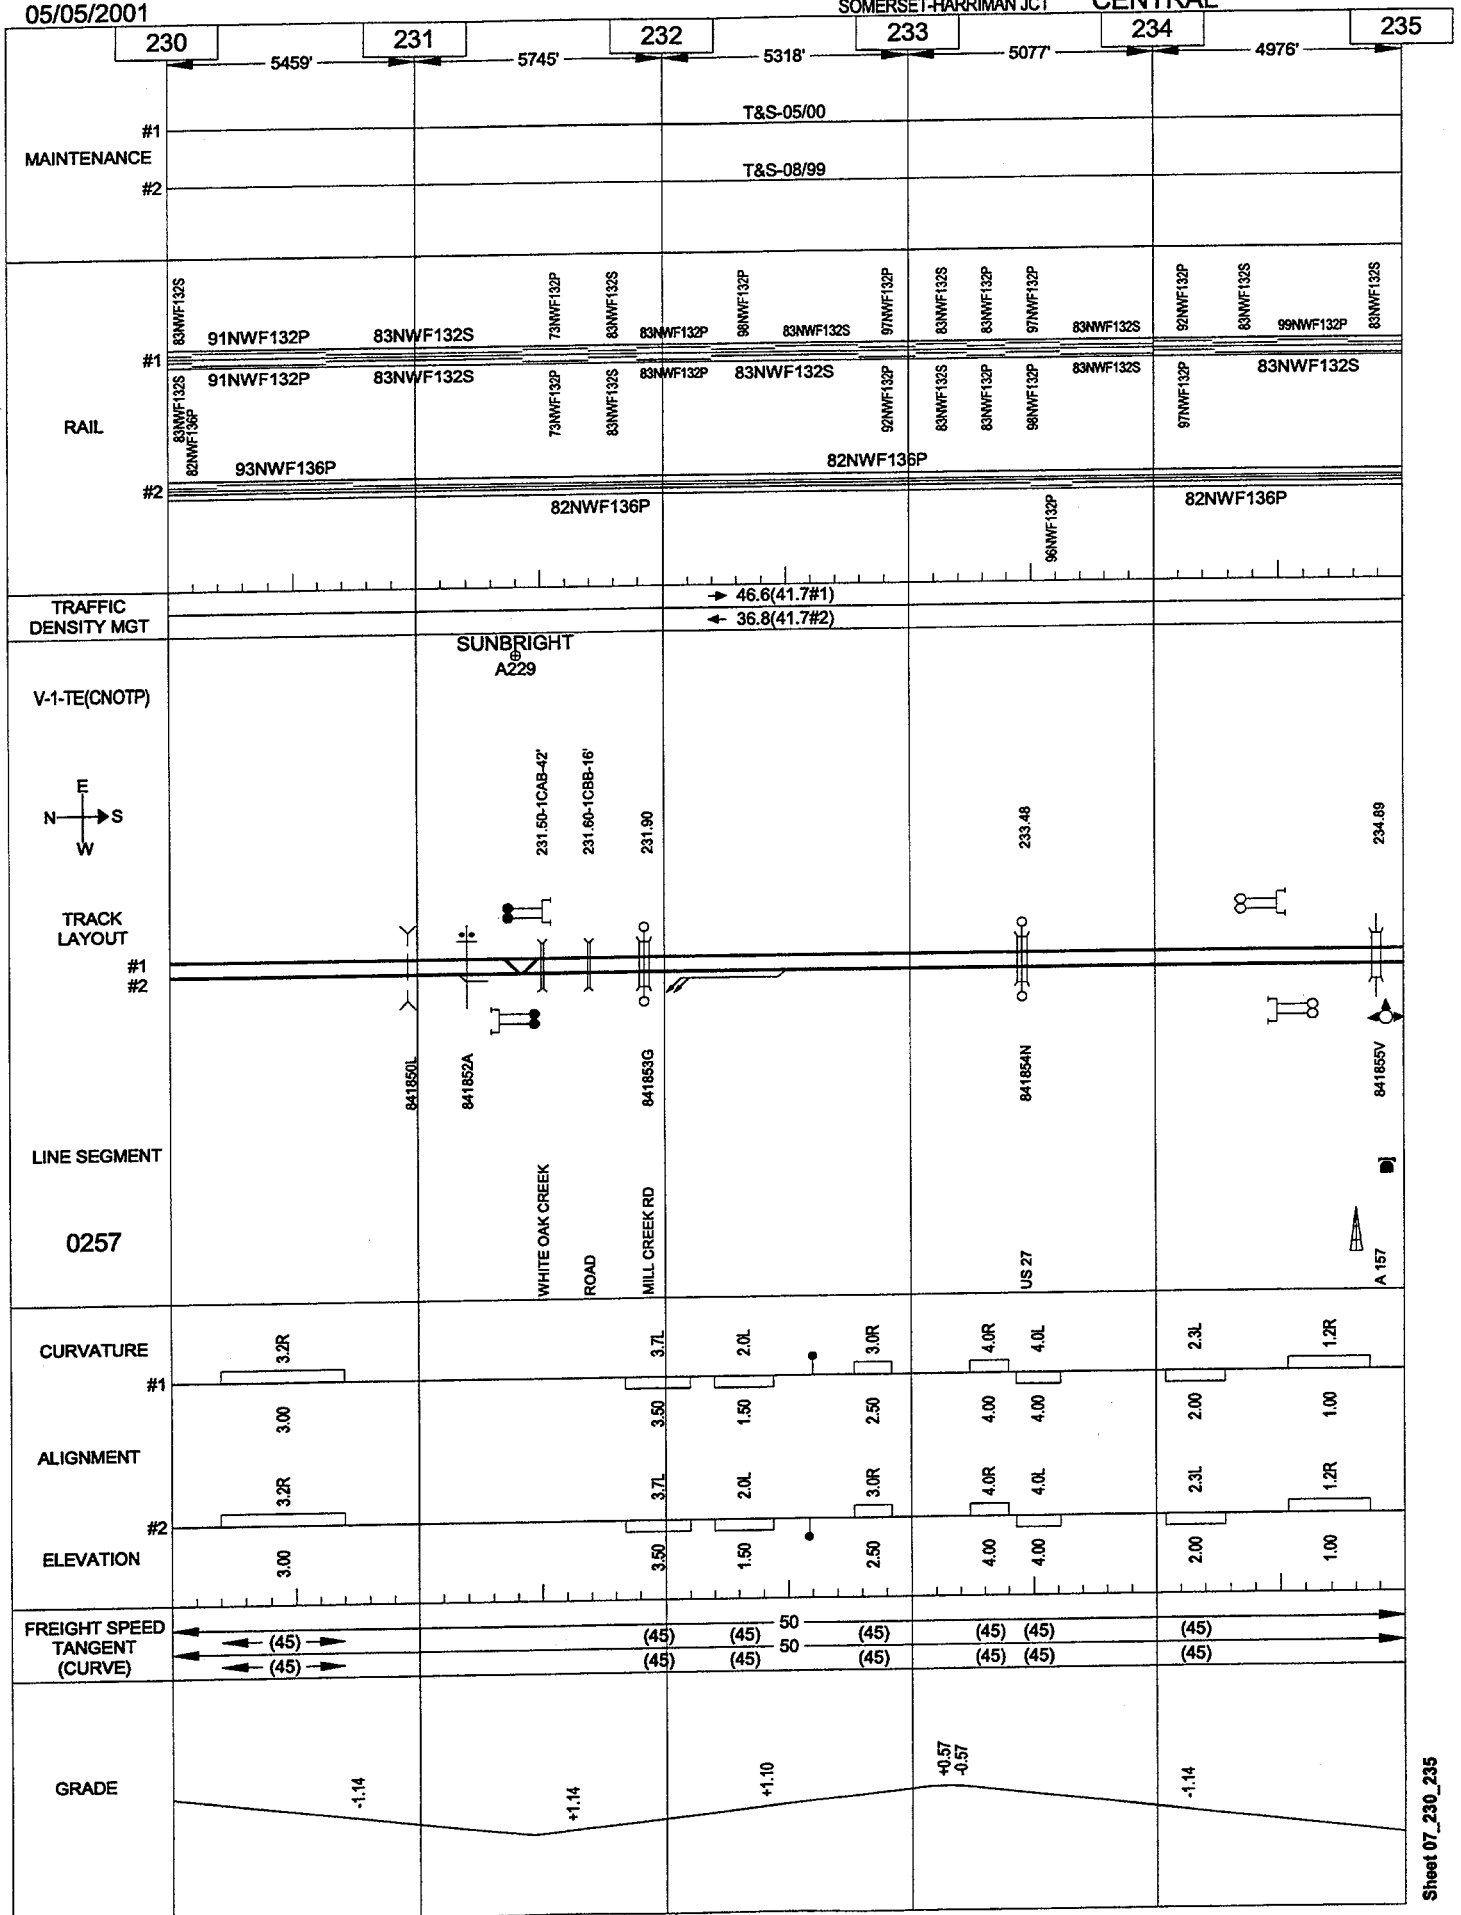 05/05/2001
SOMERSET-HARRIMAN JCT CENTRAL
230 231 232 233 234 235
5459' 5745' 5318' 5077' 4976'
MAINTENANCE
#1 T&S-05/00
#2 T&S-08/99
RAIL
83NWF132S 73NWF132P 83NWF132S 98NWF132P 97NWF132P 83NWF132S 83NWF132P 97NWF132P 92NWF132P 83NWF132S 83NWF132S
91NWF132P 83NWF132S 83NWF132P 83NWF132S 83NWF132S 99NWF132P
#1
91NWF132P 83NWF132S 83NWF132P 83NWF132S 83NWF132S 83NWF132S
83NWF132S 73NWF132P 83NWF132S 92NWF132P 83NWF132S 83NWF132P 98NWF132P 97NWF132P
82NWF136P
93NWF136P 82NWF136P
#2
82NWF136P 82NWF136P
96NWF132P
TRAFFIC
DENSITY MGT
46.6(41.7#1)
36.8(41.7#2)
SUNBRIGHT
A229
V-1-TE(CNOTP)
E
N S
W
231.50-1CAB-42' 231.60-1CBB-16' 231.90 233.48 234.89
TRACK
LAYOUT
#1
#2
841850L 841852A 841853G 841854N 841855V
LINE SEGMENT
0257
WHITE OAK CREEK ROAD MILL CREEK RD US 27 A 157
CURVATURE
3.2R 3.7L 2.0L 3.0R 4.0R 4.0L 2.3L 1.2R
#1
3.00 3.50 1.50 2.50 4.00 4.00 2.00 1.00
ALIGNMENT
3.2R 3.7L 2.0L 3.0R 4.0R 4.0L 2.3L 1.2R
#2
ELEVATION
3.00 3.50 1.50 2.50 4.00 4.00 2.00 1.00
FREIGHT SPEED
TANGENT
(CURVE)
50
(45) (45) (45) (45) (45) (45) (45)
50
(45) (45) (45) (45) (45) (45) (45)
GRADE
-1.14 +1.14 +1.10 +0.57 -0.57 -1.14
Sheet 07_230_235